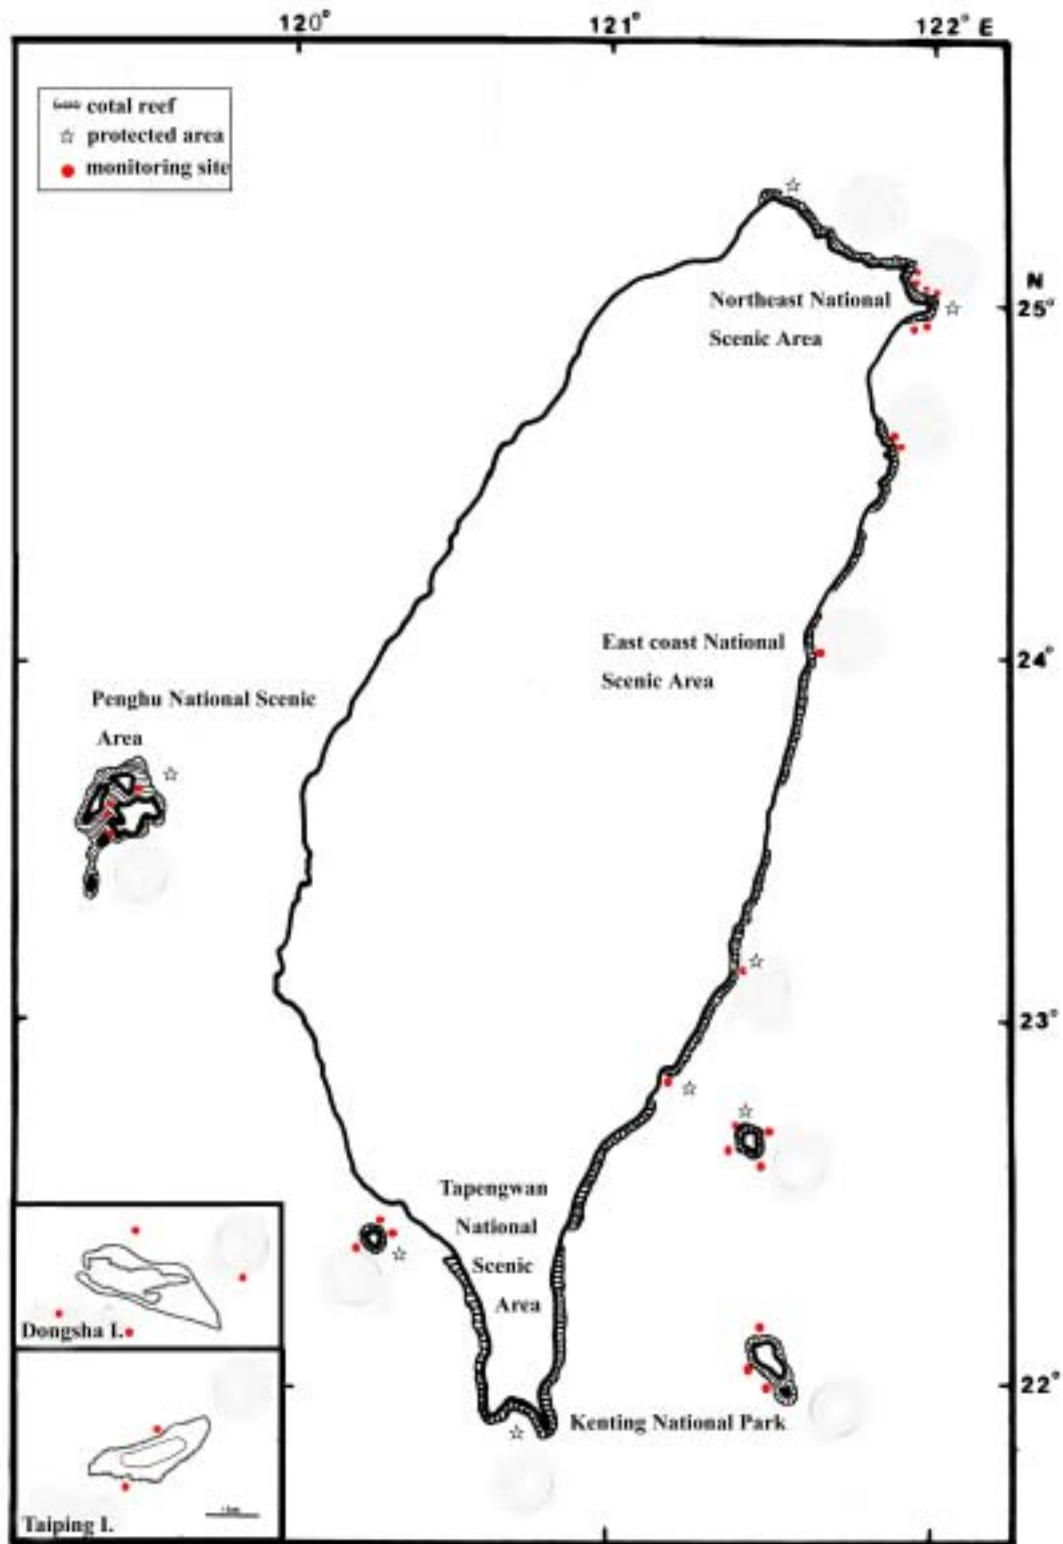 120° 121° 122° E
cotal reef
protected area
monitoring site
N
25°
Northeast National
Scenic Area
East coast National
Scenic Area
24°
Penghu National Scenic
Area
23°
Tapengwan
National
Scenic
Area
22°
Kenting National Park
Dongsha I.
Taiping I.